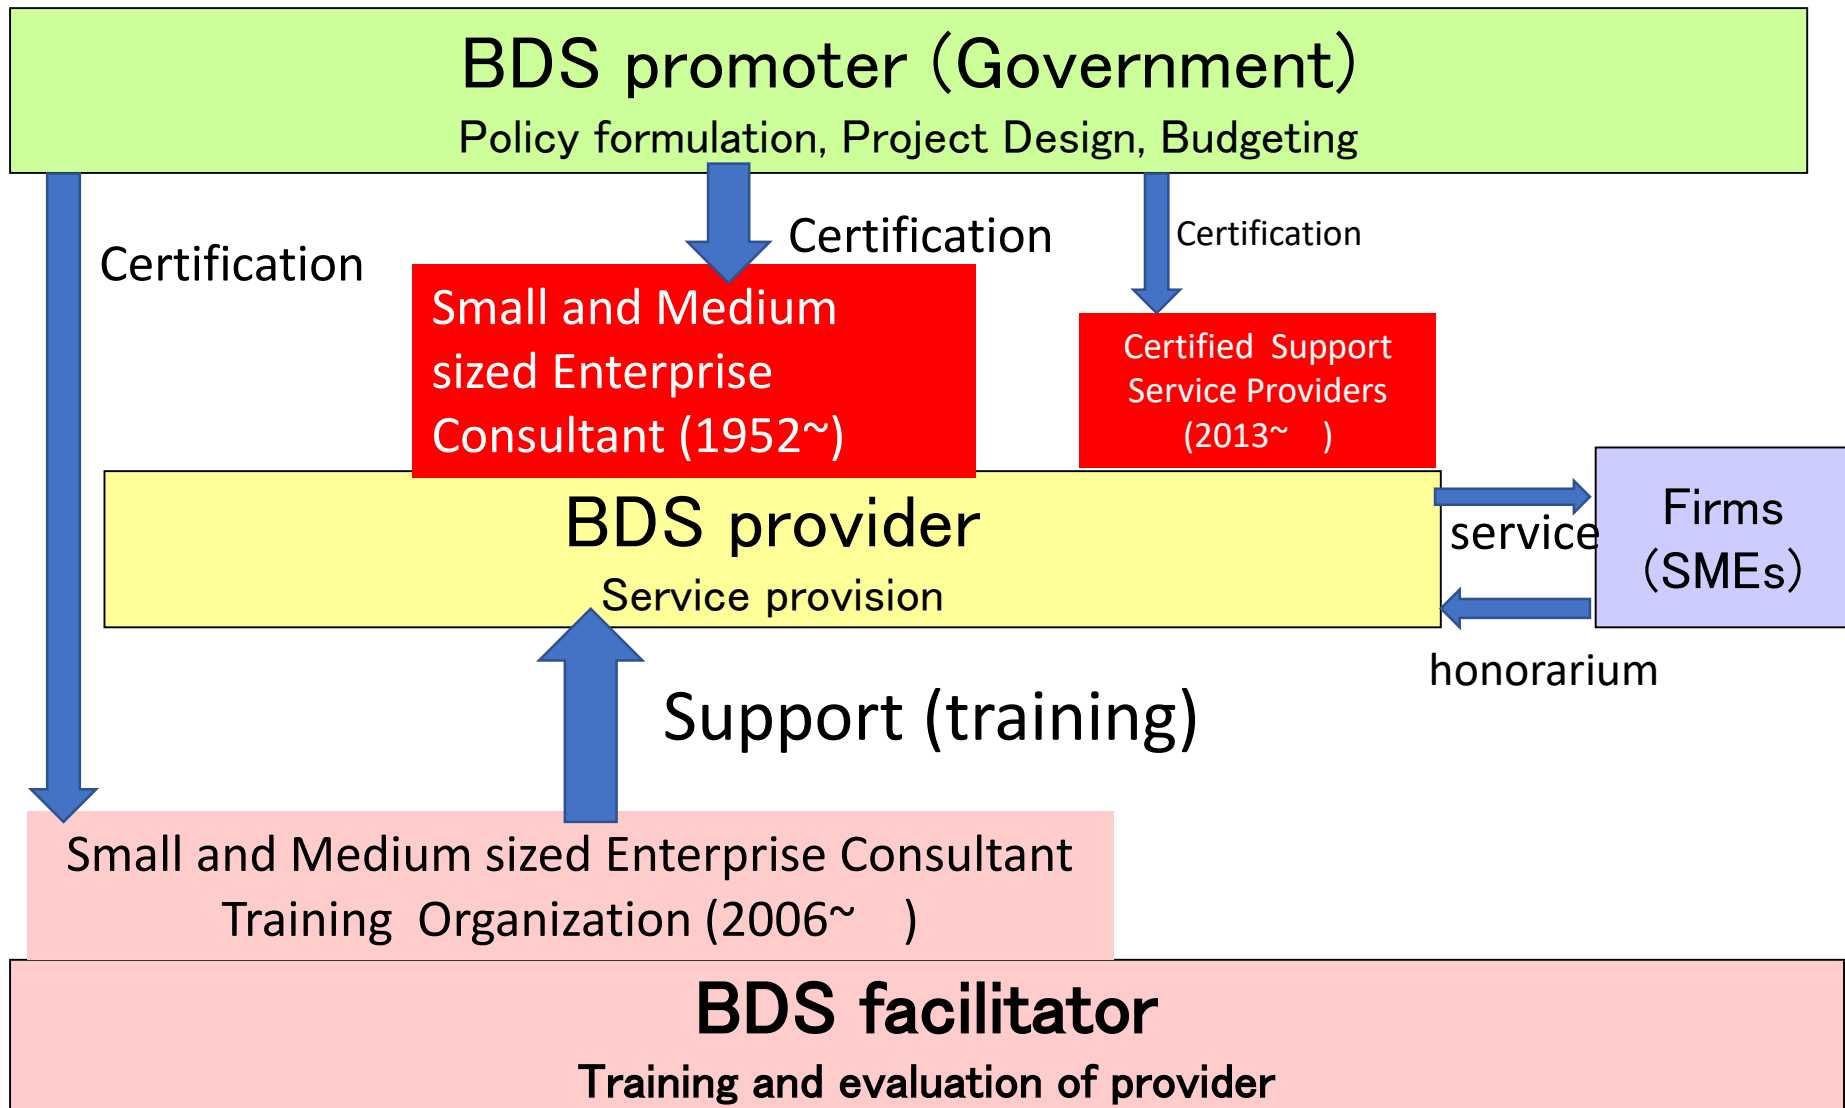 BDS promoter (Government)
Policy formulation, Project Design, Budgeting
Certification
Certification
Certification
Small and Medium
sized Enterprise
Consultant (1952~)
Certified Support
Service Providers
(2013~ )
BDS provider
Service provision
service
Firms
(SMEs)
honorarium
Support (training)
Small and Medium sized Enterprise Consultant
Training Organization (2006~ )
BDS facilitator
Training and evaluation of provider